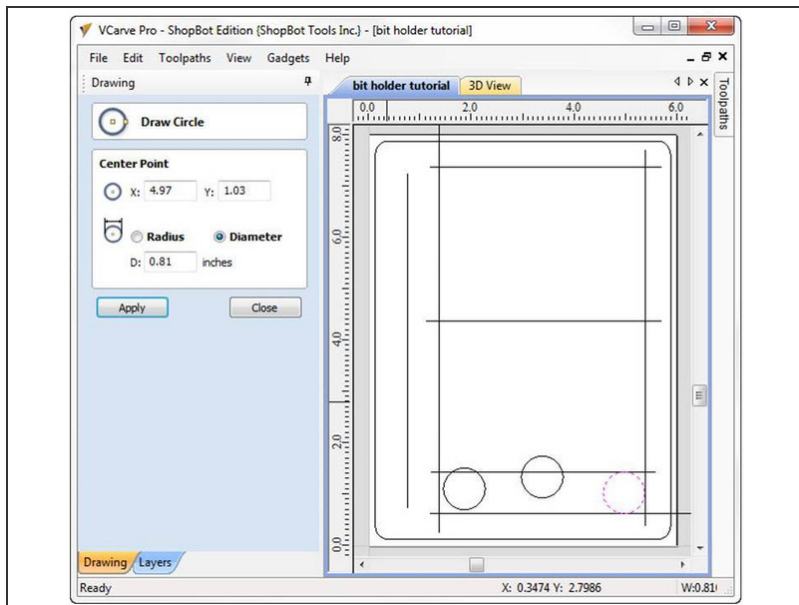 VCarve Pro - ShopBot Edition {ShopBot Tools Inc.} - [bit holder tutorial]
File Edit Toolpaths View Gadgets Help
Drawing
bit holder tutorial 3D View
Toolpaths
Draw Circle
Center Point
X: 4.97 Y: 1.03
Radius Diameter
D: 0.81 inches
Apply Close
0.0 2.0 4.0 6.0
8.0
6.0
4.0
2.0
0.0
Drawing Layers
Ready X: 0.3474 Y: 2.7986 W:0.81